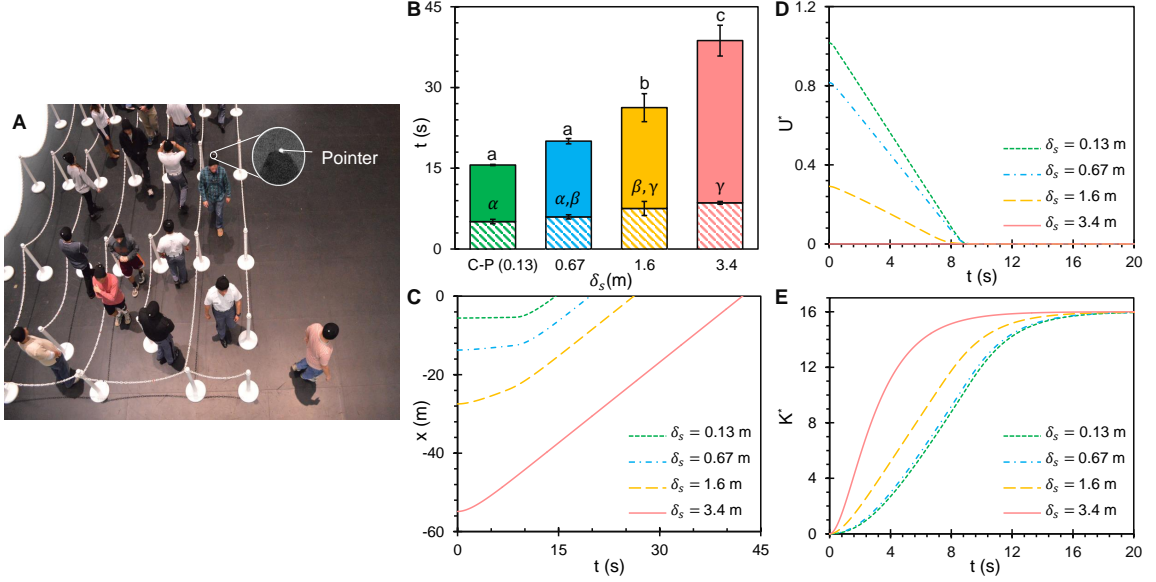 A
Pointer
B
t (s)
45
30
15
0
a
a
b
c
α
α,β
β, γ
γ
C-P (0.13)
0.67
1.6
3.4
δₛ(m)
C
x (m)
0
-20
-40
-60
0
15
30
45
t (s)
δₛ = 0.13 m
δₛ = 0.67 m
δₛ = 1.6 m
δₛ = 3.4 m
D
U*
1.2
0.8
0.4
0
0
4
8
12
16
20
t (s)
δₛ = 0.13 m
δₛ = 0.67 m
δₛ = 1.6 m
δₛ = 3.4 m
E
K*
16
12
8
4
0
0
4
8
12
16
20
t (s)
δₛ = 0.13 m
δₛ = 0.67 m
δₛ = 1.6 m
δₛ = 3.4 m